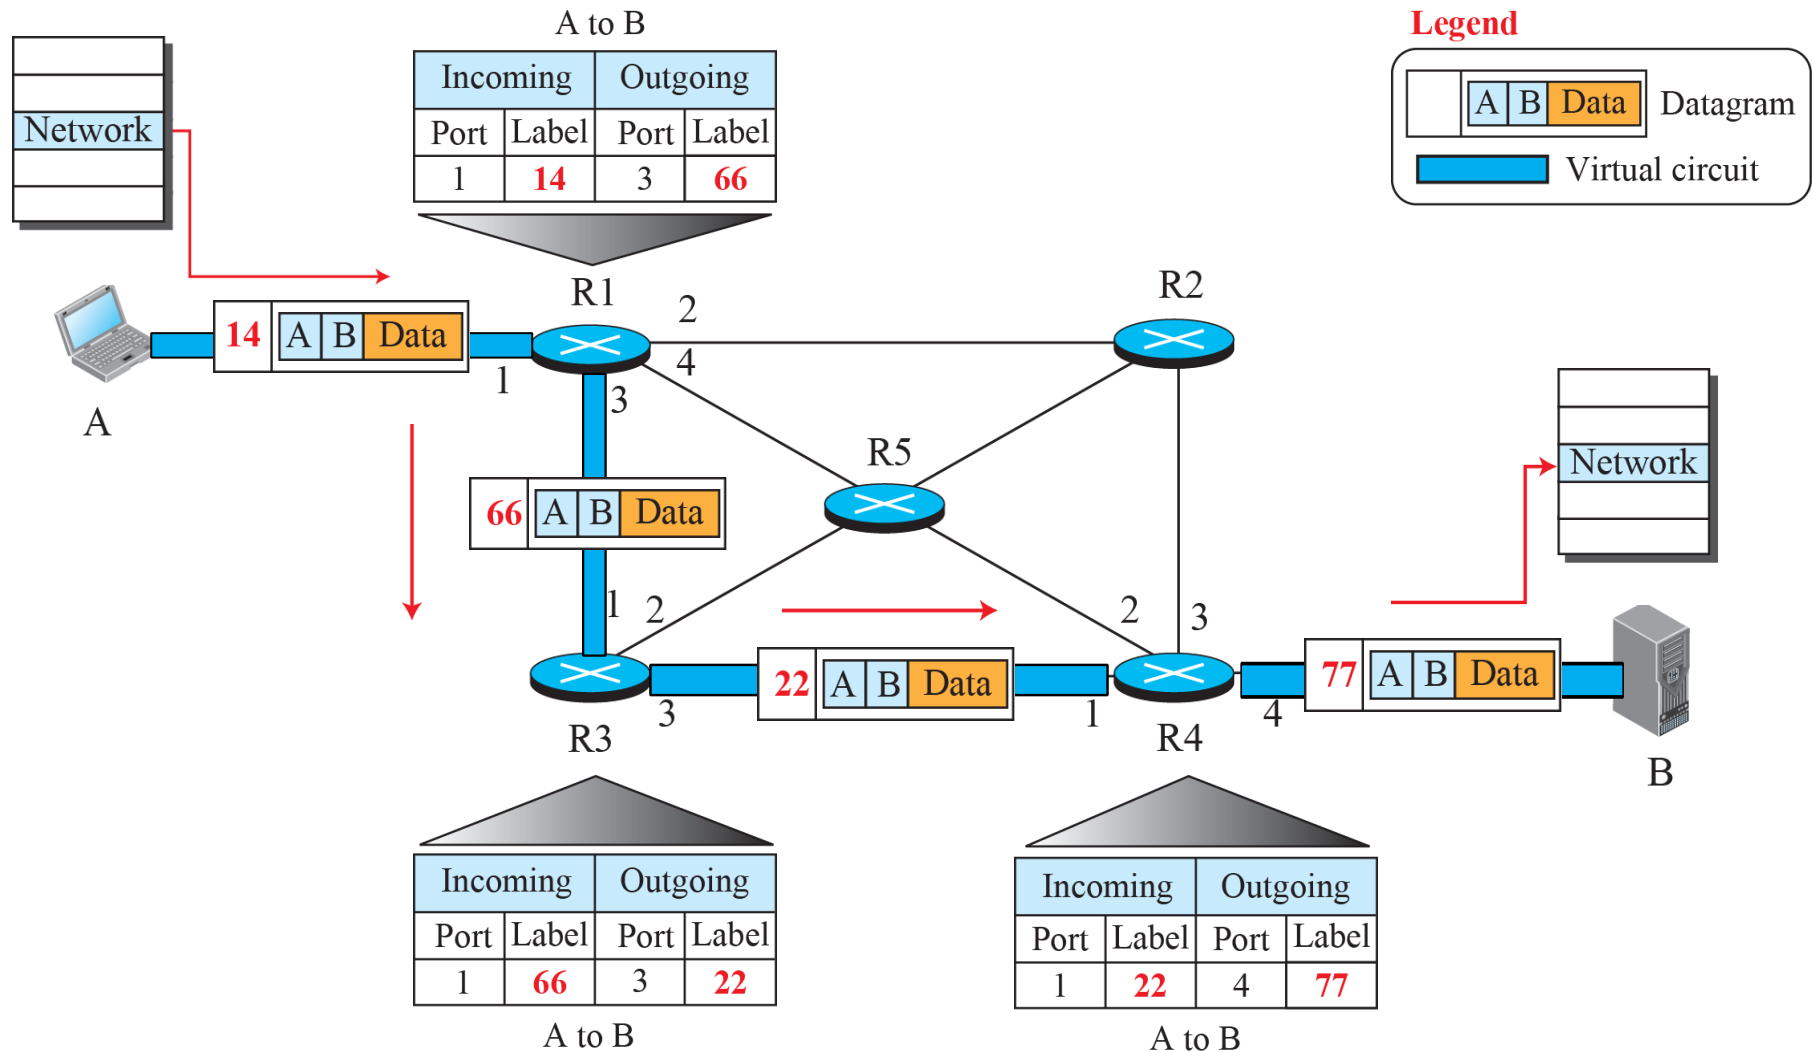 A to B
Legend
Incoming Outgoing
Port Label Port Label
1 14 3 66
A B Data Datagram
Virtual circuit
Network
R1
R2
14 A B Data
1
2
4
3
A
R5
66 A B Data
Network
1
2
2
3
22 A B Data
77 A B Data
3
1
4
R3
R4
B
Incoming Outgoing
Port Label Port Label
1 66 3 22
A to B
Incoming Outgoing
Port Label Port Label
1 22 4 77
A to B